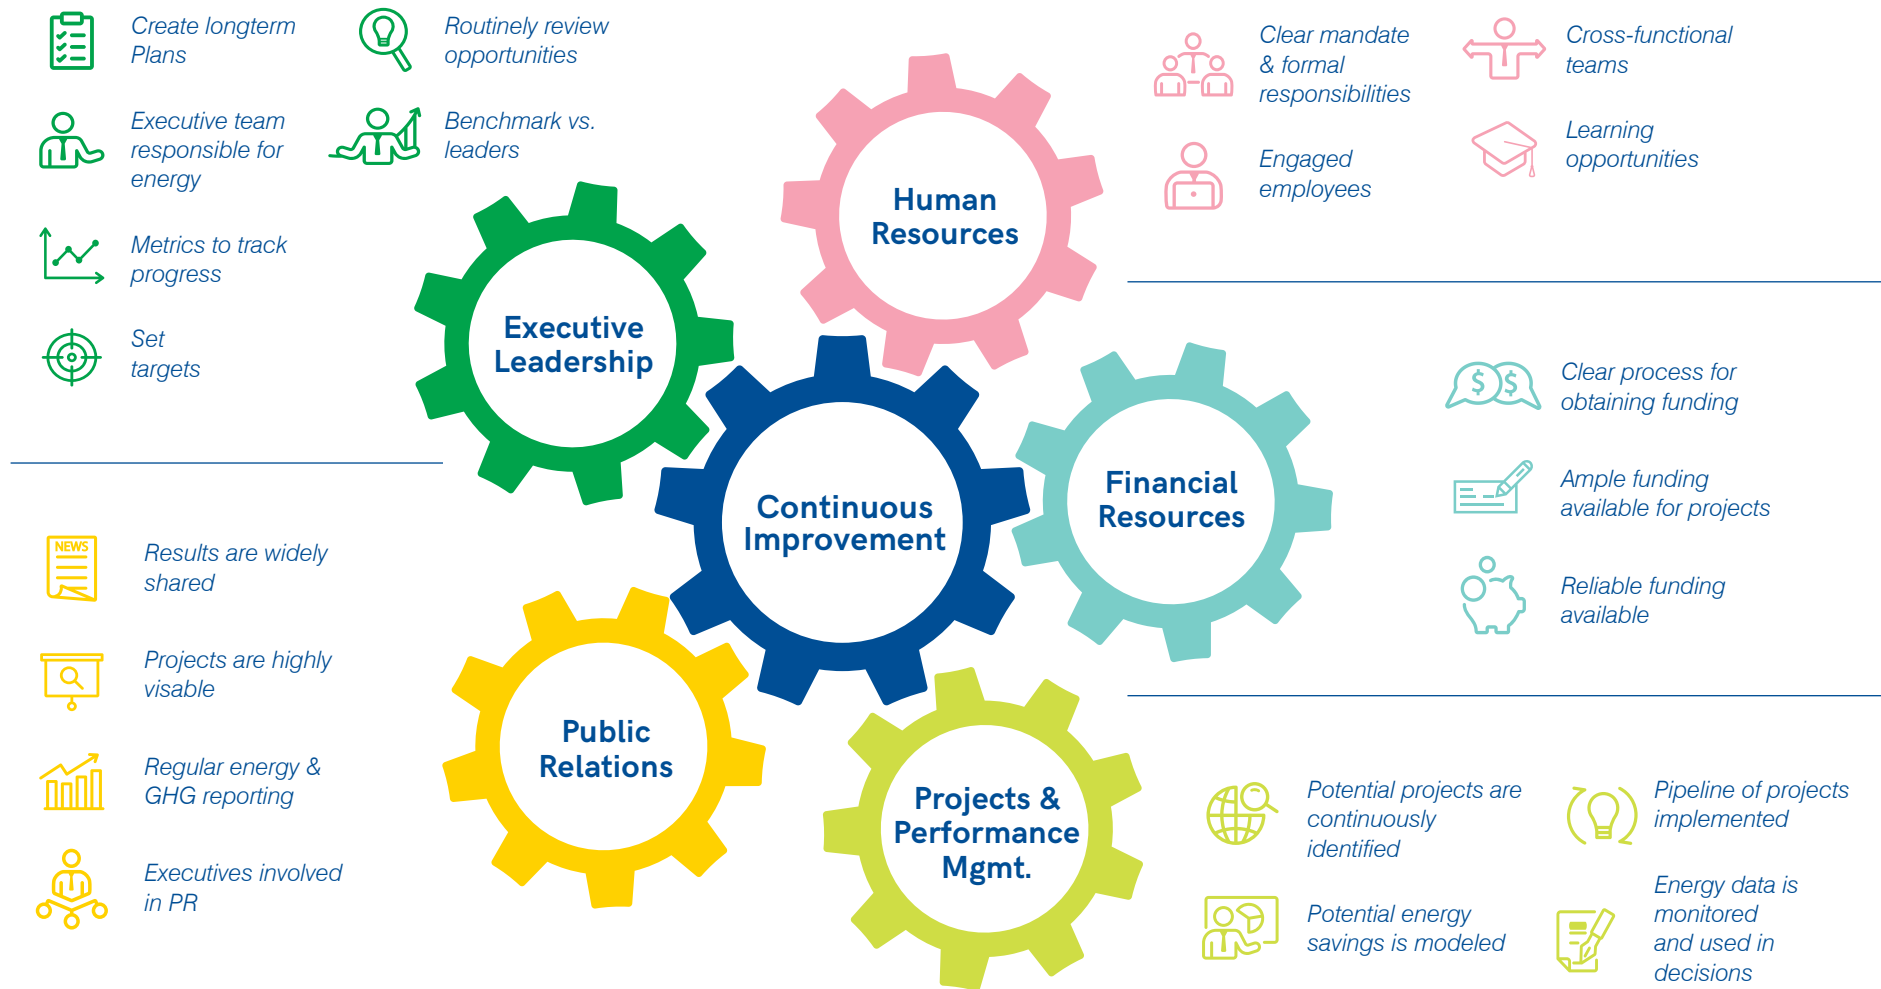 Create longterm
Plans
Routinely review
opportunities
Executive team
responsible for
energy
Benchmark vs.
leaders
Metrics to track
progress
Set
targets
Executive
Leadership
Human
Resources
Clear mandate
& formal
responsibilities
Cross-functional
teams
Engaged
employees
Learning
opportunities
Continuous
Improvement
Financial
Resources
$
$
Clear process for
obtaining funding
Ample funding
available for projects
Reliable funding
available
NEWS
Results are widely
shared
Projects are highly
visable
Regular energy &
GHG reporting
Executives involved
in PR
Public
Relations
Projects &
Performance
Mgmt.
Potential projects are
continuously
identified
Pipeline of projects
implemented
Potential energy
savings is modeled
Energy data is
monitored
and used in
decisions